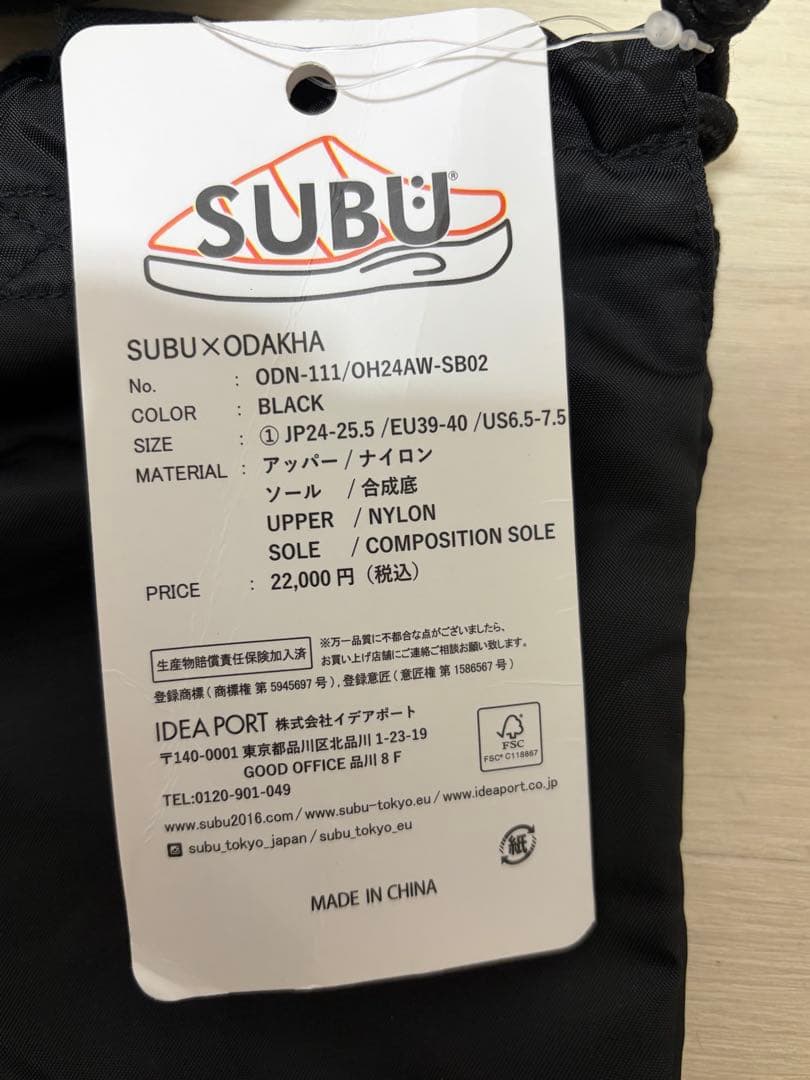 SUBU®
SUBU×ODAKHA
No. : ODN-111/OH24AW-SB02
COLOR : BLACK
SIZE : ① JP24-25.5 /EU39-40 /US6.5-7.5
MATERIAL : アッパー / ナイロン
ソール / 合成底
UPPER / NYLON
SOLE / COMPOSITION SOLE
PRICE : 22,000 円（税込）
生産物賠償責任保険加入済
※万一品質に不都合な点がございましたら、
お買い上げ店舗にご連絡ご相談お願い致します。
登録商標 ( 商標権 第 5945697 号 ) , 登録意匠 ( 意匠権 第 1586567 号 )
IDEA PORT 株式会社イデアポート
〒140-0001 東京都品川区北品川 1-23-19
GOOD OFFICE 品川 8 F
FSC
FSC® C118867
TEL:0120-901-049
www.subu2016.com / www.subu-tokyo.eu / www.ideaport.co.jp
subu_tokyo_japan / subu_tokyo_eu
紙
MADE IN CHINA